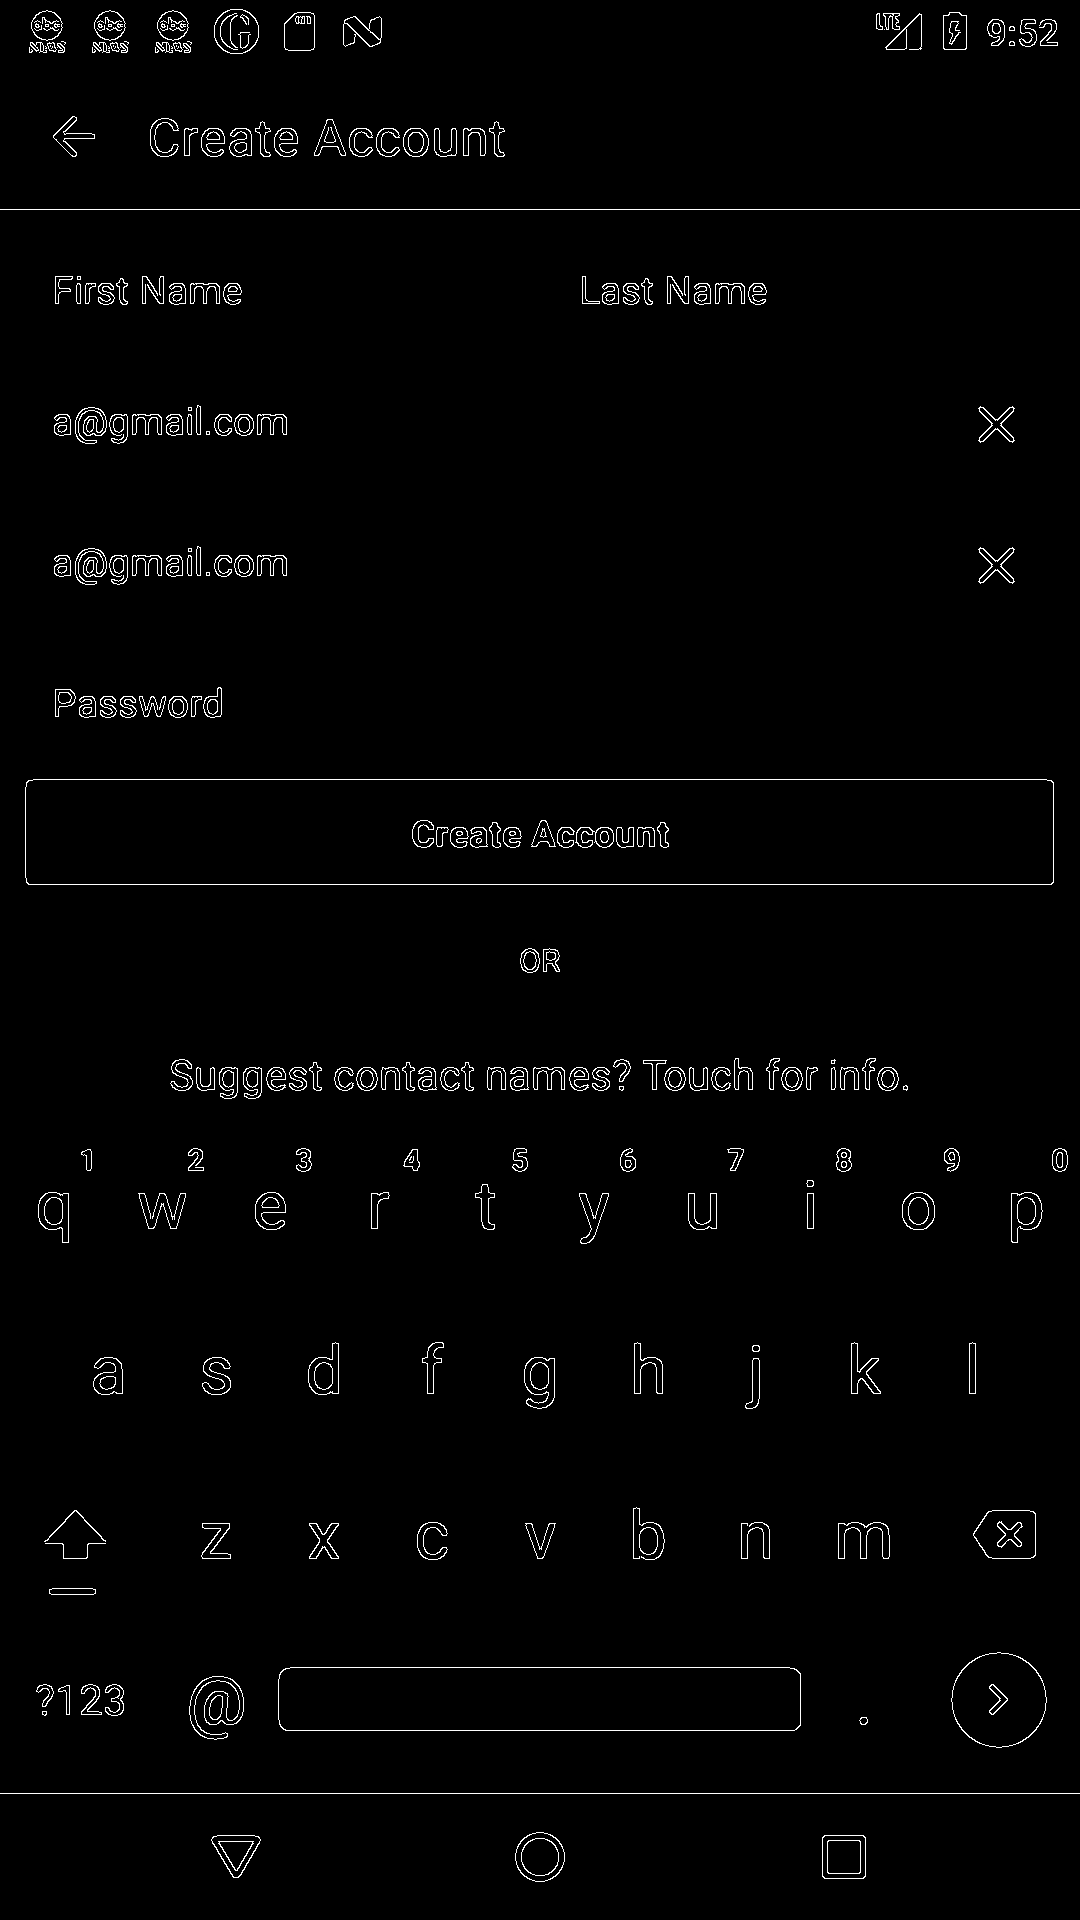 abc NEWS abc NEWS abc NEWS G N LTE 9:52
Create Account
First Name Last Name
a@gmail.com
a@gmail.com
Password
Create Account
OR
Suggest contact names? Touch for info.
1 2 3 4 5 6 7 8 9 0
q w e r t y u i o p
a s d f g h j k l
z x c v b n m
?123 @ .